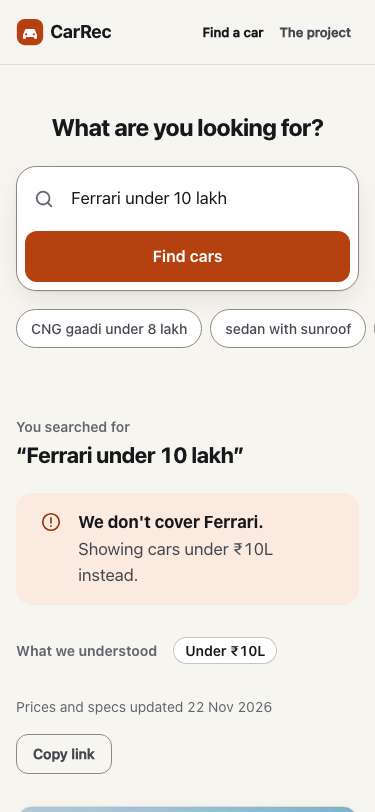 CarRec
Find a car
The project
What are you looking for?
Ferrari under 10 lakh
Find cars
CNG gaadi under 8 lakh
sedan with sunroof
You searched for
“Ferrari under 10 lakh”
We don't cover Ferrari.
Showing cars under ₹10L
instead.
What we understood
Under ₹10L
Prices and specs updated 22 Nov 2026
Copy link